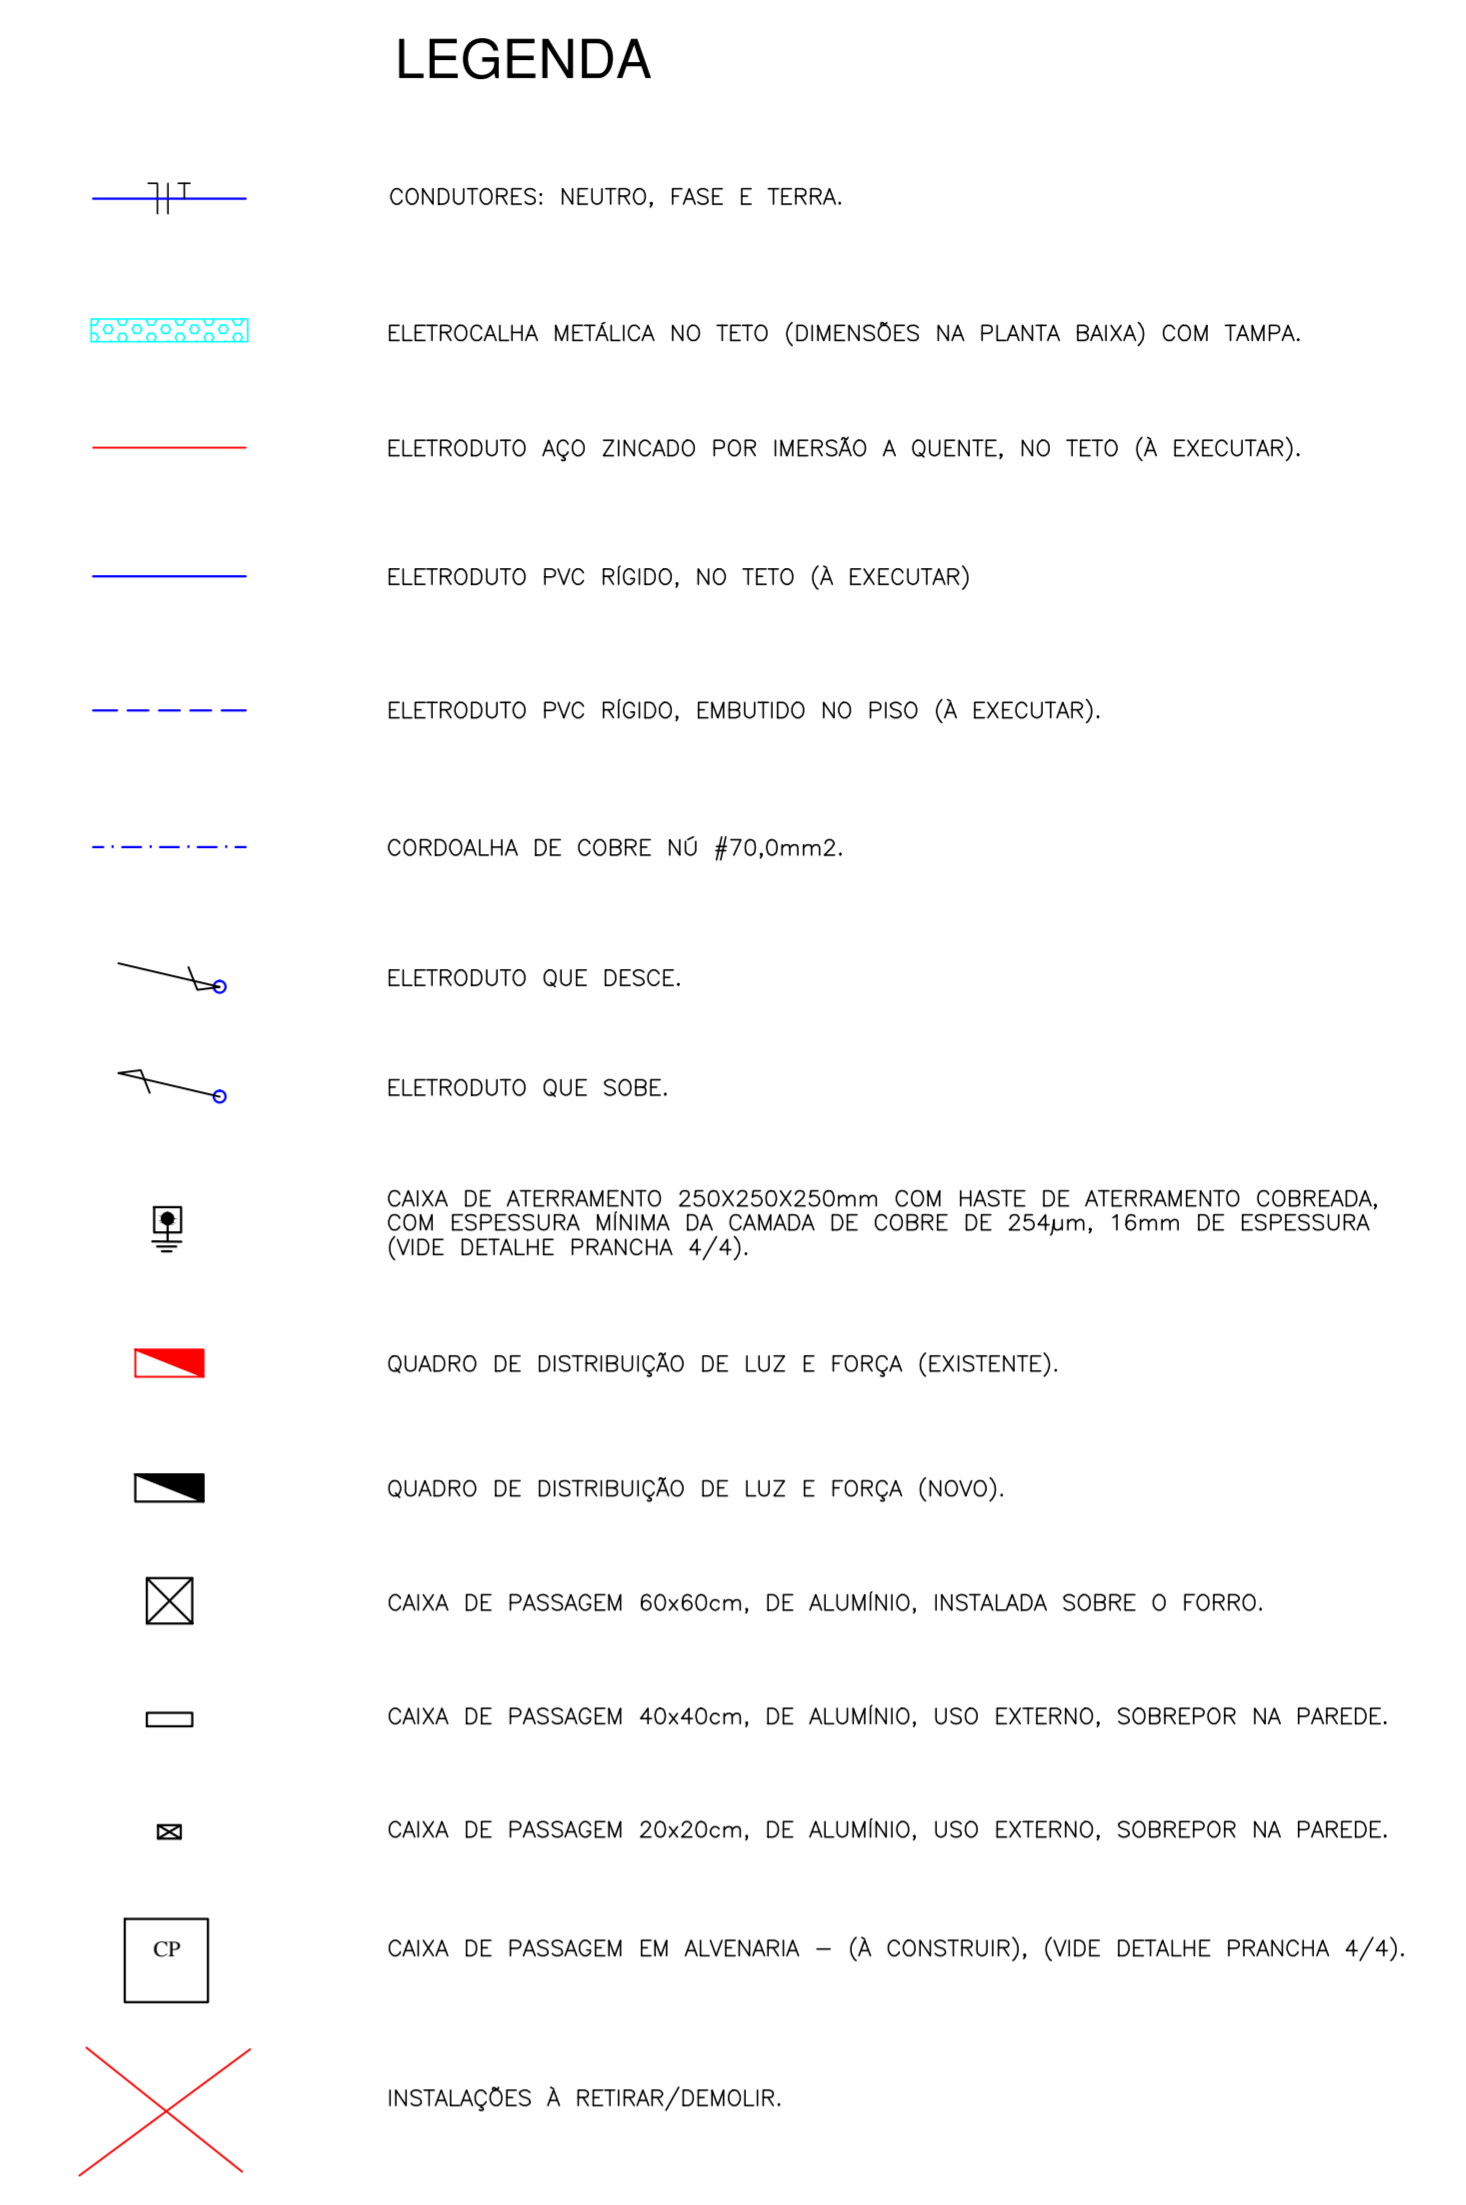 LEGENDA
CONDUTORES: NEUTRO, FASE E TERRA.
ELETROCALHA METÁLICA NO TETO (DIMENSÕES NA PLANTA BAIXA) COM TAMPA.
ELETRODUTO AÇO ZINCADO POR IMERSÃO A QUENTE, NO TETO (À EXECUTAR).
ELETRODUTO PVC RÍGIDO, NO TETO (À EXECUTAR)
ELETRODUTO PVC RÍGIDO, EMBUTIDO NO PISO (À EXECUTAR).
CORDOALHA DE COBRE NÚ #70,0mm2.
ELETRODUTO QUE DESCE.
ELETRODUTO QUE SOBE.
CAIXA DE ATERRAMENTO 250X250X250mm COM HASTE DE ATERRAMENTO COBREADA,
COM ESPESSURA MÍNIMA DA CAMADA DE COBRE DE 254µm, 16mm DE ESPESSURA
(VIDE DETALHE PRANCHA 4/4).
QUADRO DE DISTRIBUIÇÃO DE LUZ E FORÇA (EXISTENTE).
QUADRO DE DISTRIBUIÇÃO DE LUZ E FORÇA (NOVO).
CAIXA DE PASSAGEM 60x60cm, DE ALUMÍNIO, INSTALADA SOBRE O FORRO.
CAIXA DE PASSAGEM 40x40cm, DE ALUMÍNIO, USO EXTERNO, SOBREPOR NA PAREDE.
CAIXA DE PASSAGEM 20x20cm, DE ALUMÍNIO, USO EXTERNO, SOBREPOR NA PAREDE.
CP CAIXA DE PASSAGEM EM ALVENARIA – (À CONSTRUIR), (VIDE DETALHE PRANCHA 4/4).
INSTALAÇÕES À RETIRAR/DEMOLIR.